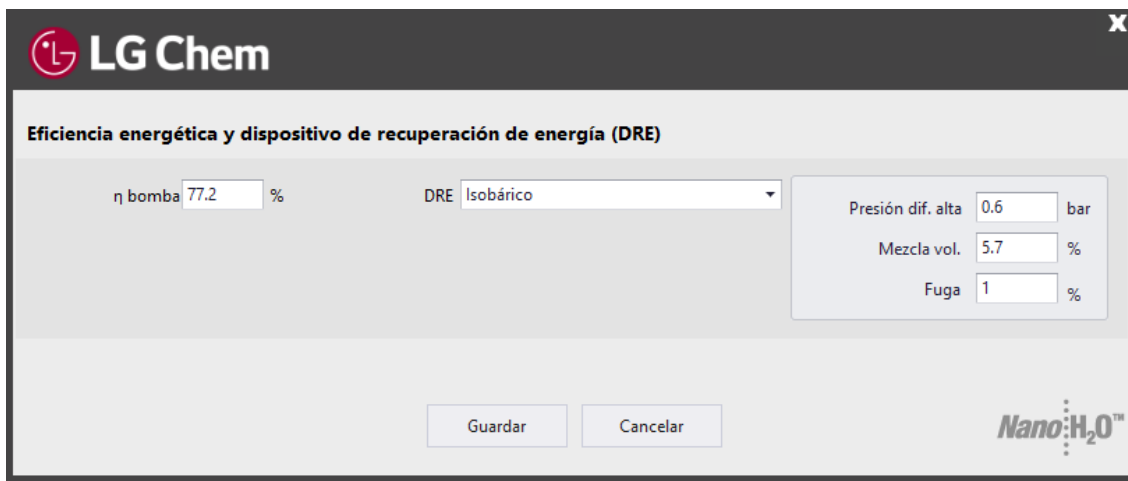 X
LG Chem
Eficiencia energética y dispositivo de recuperación de energía (DRE)
η bomba 77.2 % DRE Isobárico
Presión dif. alta 0.6 bar
Mezcla vol. 5.7 %
Fuga 1 %
Guardar Cancelar
NanoH₂O™